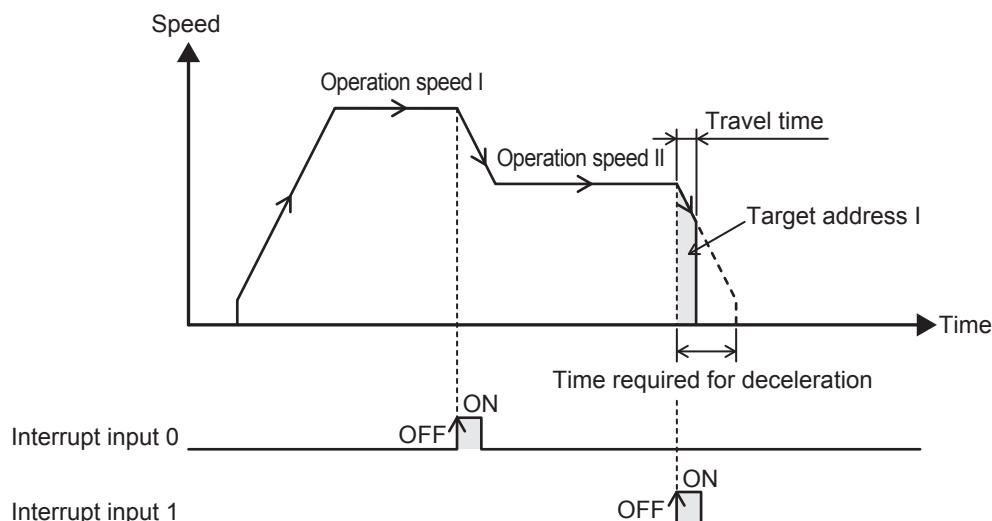 Speed
Operation speed I
Travel time
Operation speed II
Target address I
Time
Time required for deceleration
ON
Interrupt input 0
OFF
ON
Interrupt input 1
OFF